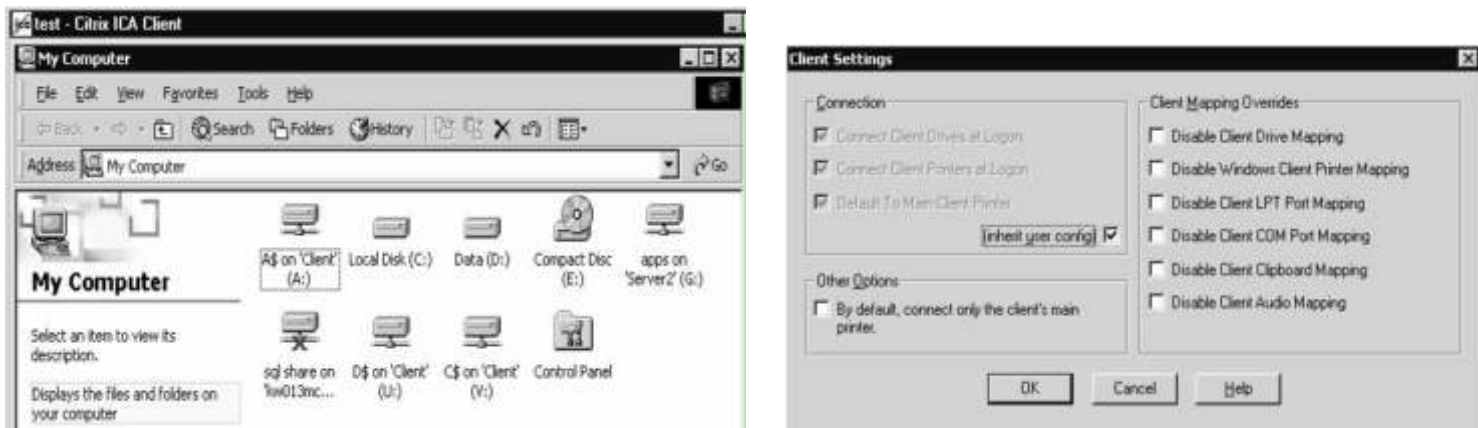 test - Citrix ICA Client
My Computer
File Edit View Favorites Tools Help
Back Search Folders History
Address My Computer Go
My Computer
Select an item to view its
description.
Displays the files and folders on
your computer
A$ on 'Client'
(A:)
Local Disk (C:)
Data (D:)
Compact Disc
(E:)
apps on
'Server2' (G:)
sql share on
'kw013mc...
D$ on 'Client'
(U:)
C$ on 'Client'
(V:)
Control Panel
Client Settings
Connection
Connect Client Drives at Logon
Connect Client Printers at Logon
Default To Main Client Printer
(inherit user config)
Other Options
By default, connect only the client's main
printer.
Client Mapping Overrides
Disable Client Drive Mapping
Disable Windows Client Printer Mapping
Disable Client LPT Port Mapping
Disable Client COM Port Mapping
Disable Client Clipboard Mapping
Disable Client Audio Mapping
OK Cancel Help